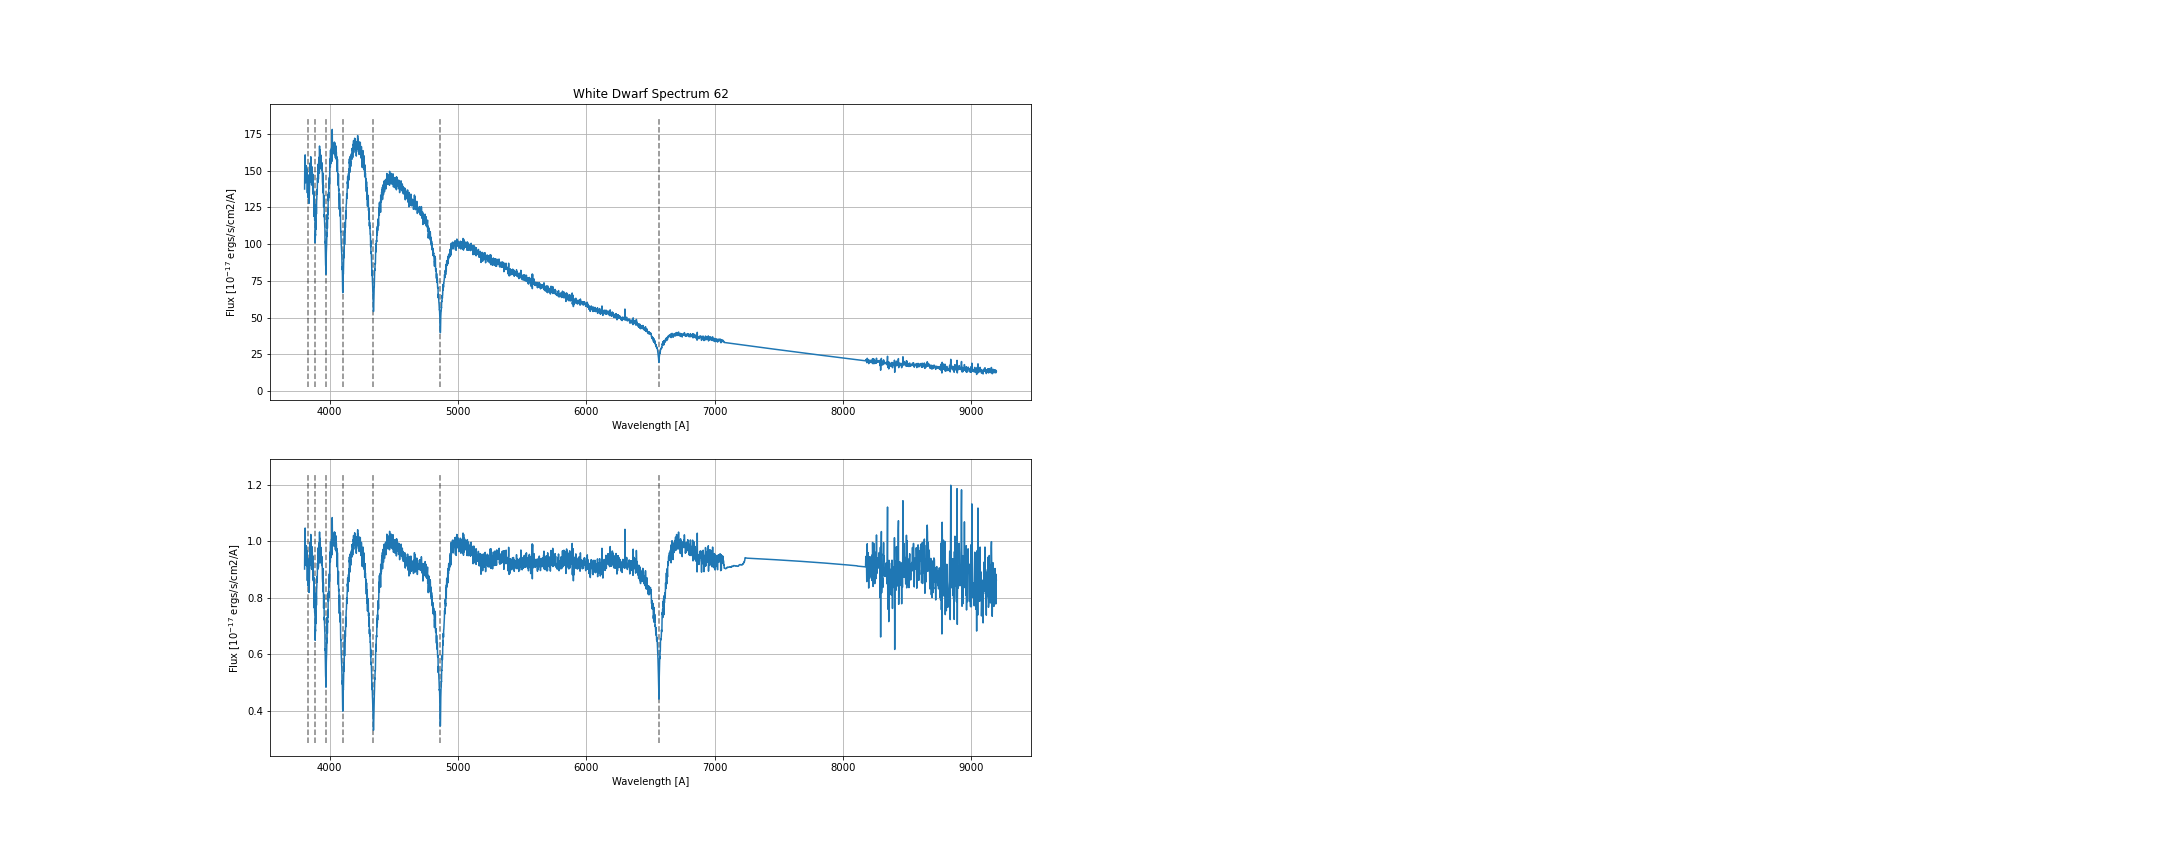 White Dwarf Spectrum 62
Flux [10⁻¹⁷ ergs/s/cm2/A]
175
150
125
100
75
50
25
0
4000 5000 6000 7000 8000 9000
Wavelength [A]
Flux [10⁻¹⁷ ergs/s/cm2/A]
1.2
1.0
0.8
0.6
0.4
4000 5000 6000 7000 8000 9000
Wavelength [A]